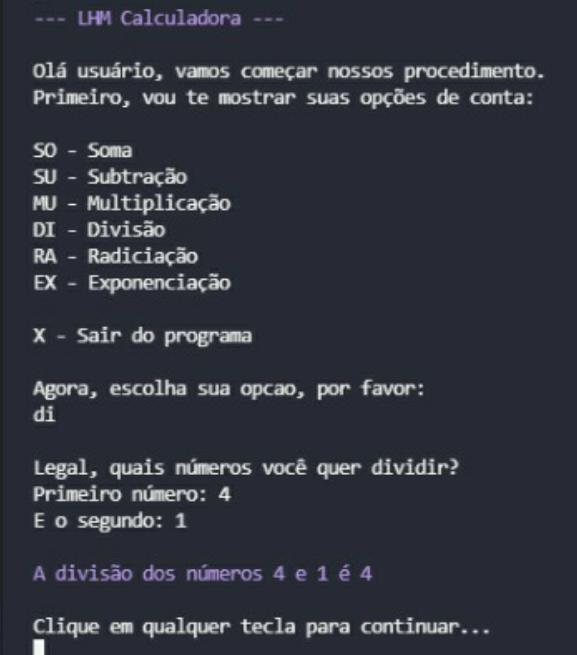 --- LHM Calculadora ---
Olá usuário, vamos começar nossos procedimento.
Primeiro, vou te mostrar suas opções de conta:
SO - Soma
SU - Subtração
MU - Multiplicação
DI - Divisão
RA - Radiciação
EX - Exponenciação
X - Sair do programa
Agora, escolha sua opcao, por favor:
di
Legal, quais números você quer dividir?
Primeiro número: 4
E o segundo: 1
A divisão dos números 4 e 1 é 4
Clique em qualquer tecla para continuar...